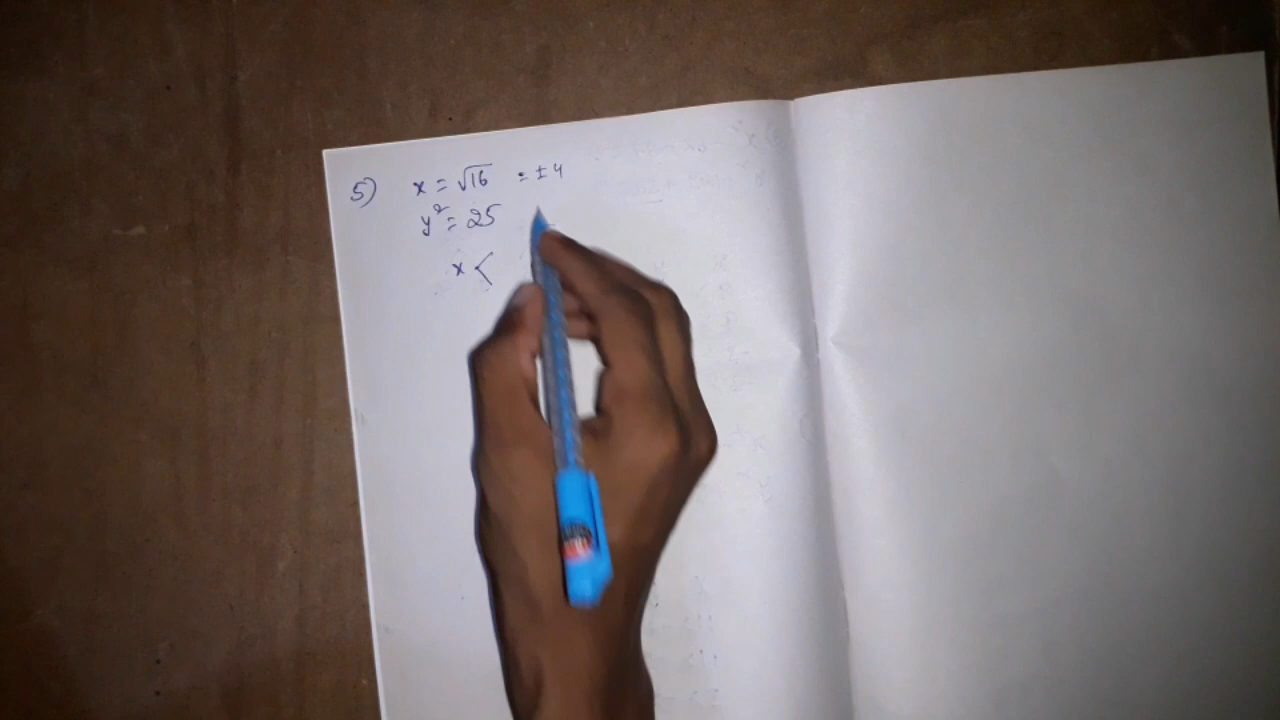 5) x = √16 = ±4
y² = 25
x <